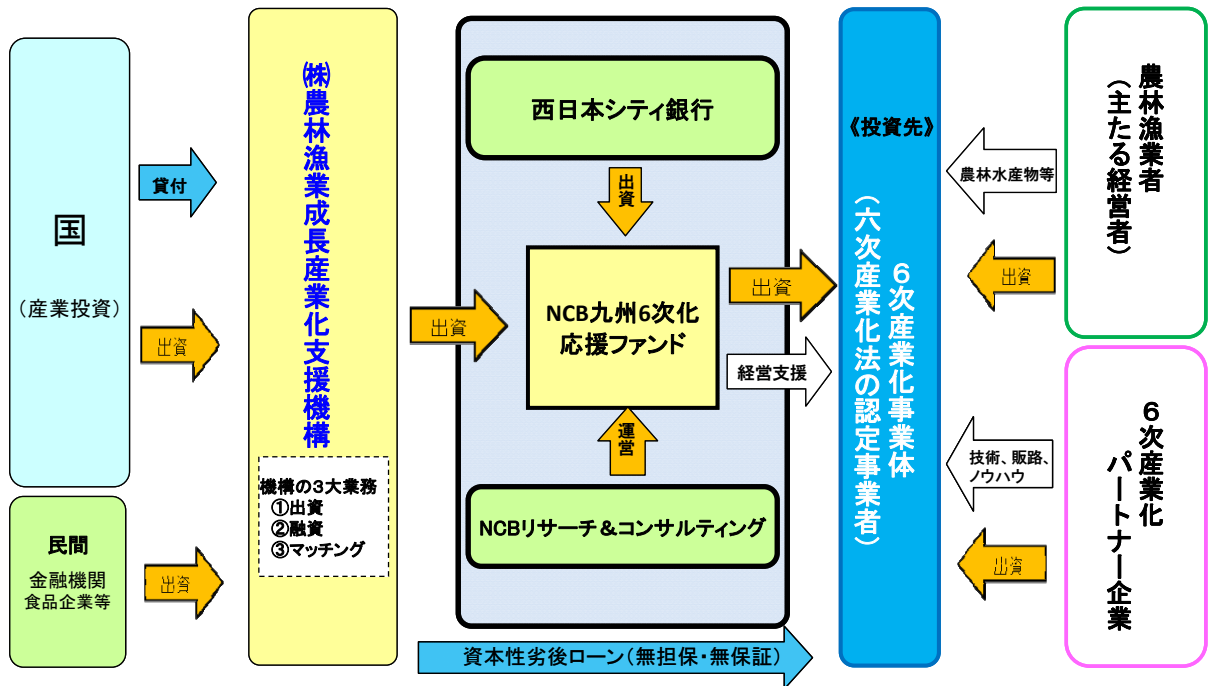 国
(産業投資)
民間
金融機関
食品企業等
貸付
出資
出資
㈱農林漁業成長産業化支援機構
機構の3大業務
①出資
②融資
③マッチング
出資
西日本シティ銀行
出資
NCB九州6次化
応援ファンド
運営
NCBリサーチ&コンサルティング
出資
経営支援
資本性劣後ローン(無担保・無保証)
《投資先》
6次産業化事業体
(六次産業化法の認定事業者)
農林水産物等
出資
技術、販路、
ノウハウ
出資
農林漁業者
(主たる経営者)
6次産業化
パートナー企業